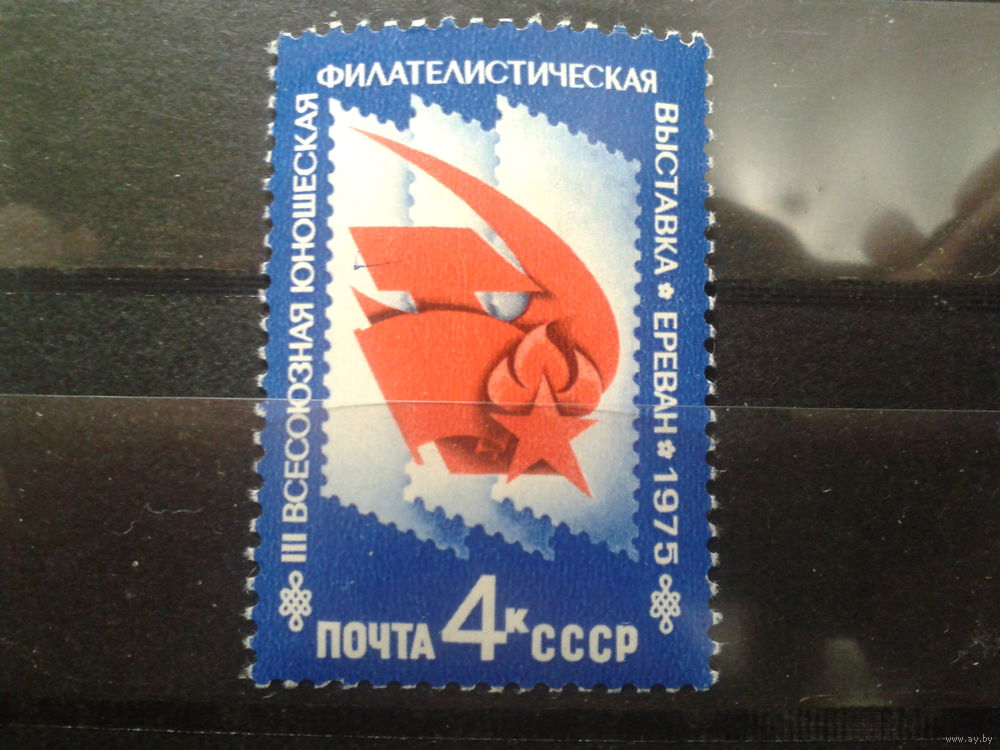 III ВСЕСОЮЗНАЯ ЮНОШЕСКАЯ
ФИЛАТЕЛИСТИЧЕСКАЯ
ВЫСТАВКА * ЕРЕВАН * 1975
ПОЧТА 4К СССР
www.ay.by